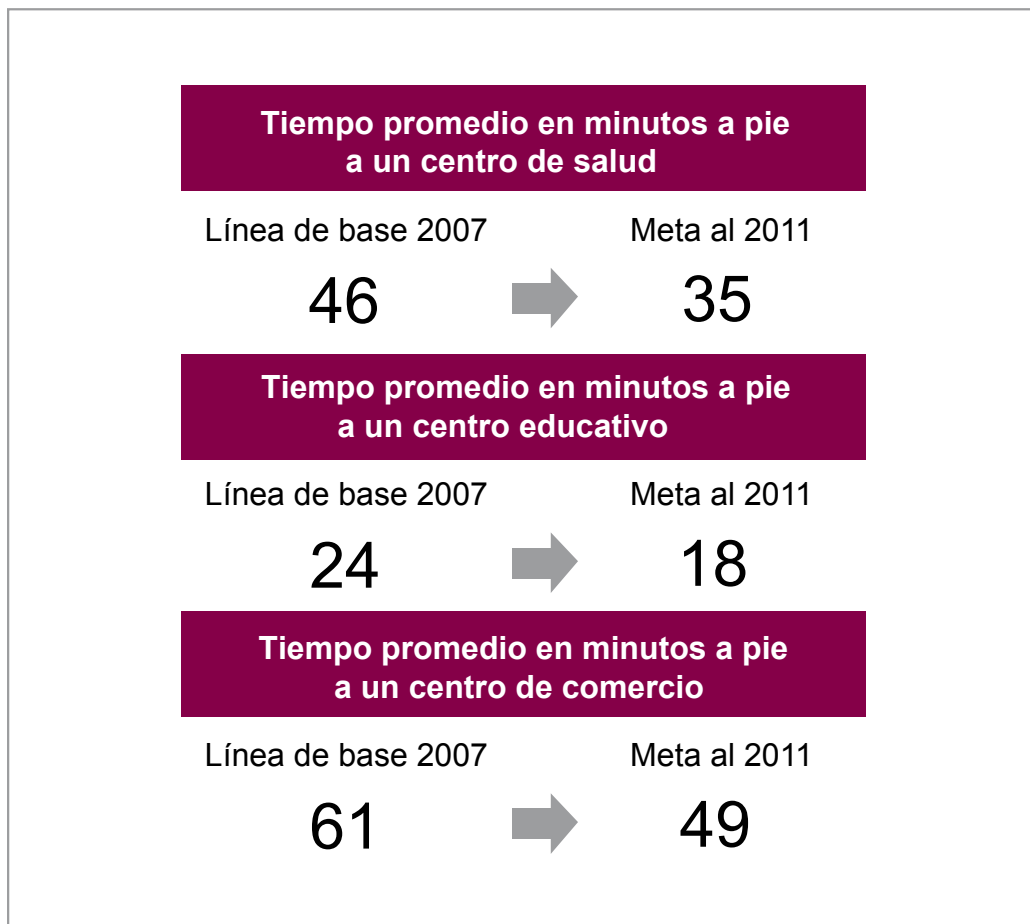 Tiempo promedio en minutos a pie
a un centro de salud
Línea de base 2007 Meta al 2011
46 35
Tiempo promedio en minutos a pie
a un centro educativo
Línea de base 2007 Meta al 2011
24 18
Tiempo promedio en minutos a pie
a un centro de comercio
Línea de base 2007 Meta al 2011
61 49